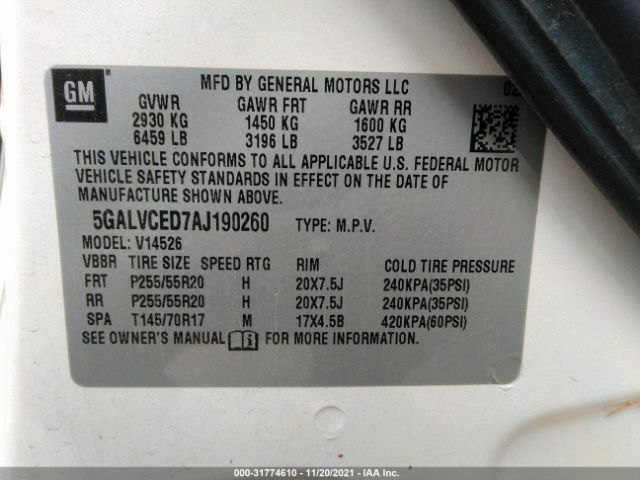 GM
®
MFD BY GENERAL MOTORS LLC
02
GVWR GAWR FRT GAWR RR
2930 KG 1450 KG 1600 KG
6459 LB 3196 LB 3527 LB
THIS VEHICLE CONFORMS TO ALL APPLICABLE U.S. FEDERAL MOTOR
VEHICLE SAFETY STANDARDS IN EFFECT ON THE DATE OF
MANUFACTURE SHOWN ABOVE.
5GALVCED7AJ190260 TYPE: M.P.V.
MODEL: V14526
VBBR TIRE SIZE SPEED RTG RIM COLD TIRE PRESSURE
FRT P255/55R20 H 20X7.5J 240KPA(35PSI)
RR P255/55R20 H 20X7.5J 240KPA(35PSI)
SPA T145/70R17 M 17X4.5B 420KPA(60PSI)
SEE OWNER'S MANUAL i FOR MORE INFORMATION.
000-31774610 - 11/20/2021 - IAA Inc.